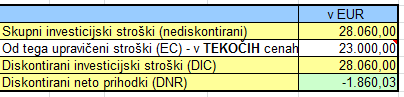 v EUR
Skupni investicijski stroški (nediskontirani) 28.060,00
Od tega upravičeni stroški (EC) - v TEKOČIH cenah 23.000,00
Diskontirani investicijski stroški (DIC) 28.060,00
Diskontirani neto prihodki (DNR) -1.860,03